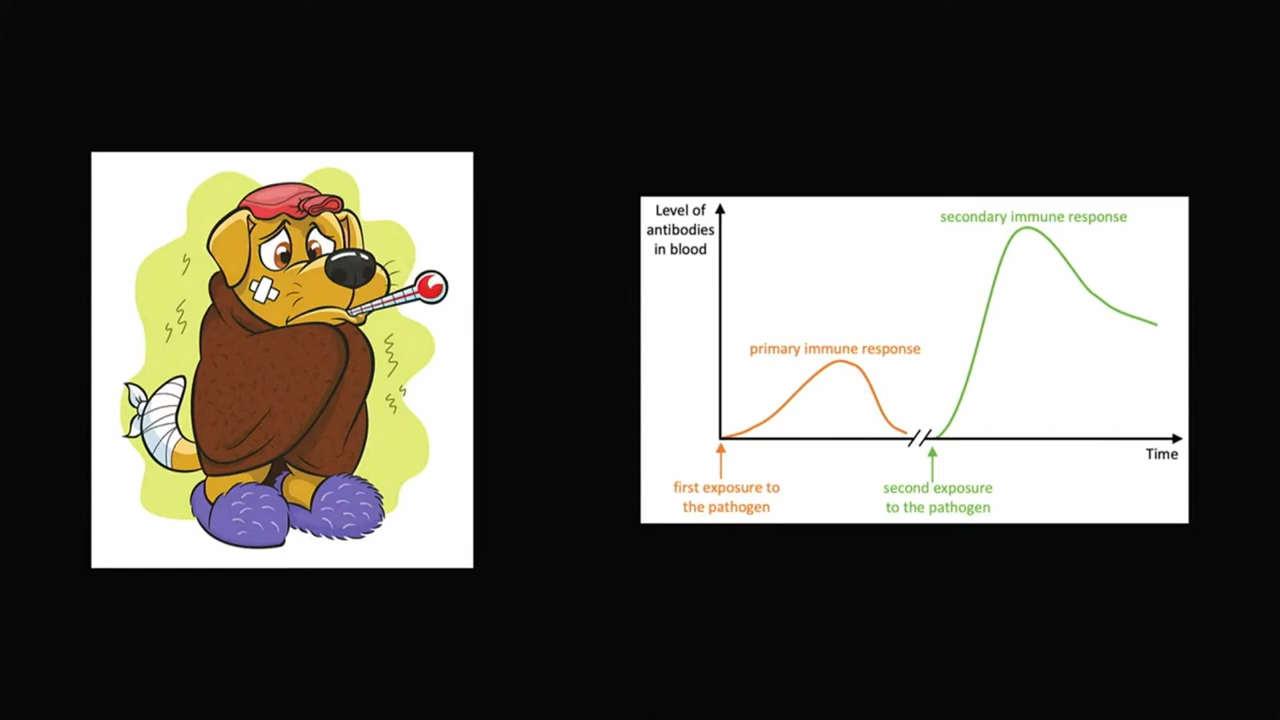 Level of
antibodies
in blood
secondary immune response
primary immune response
Time
first exposure to
the pathogen
second exposure
to the pathogen